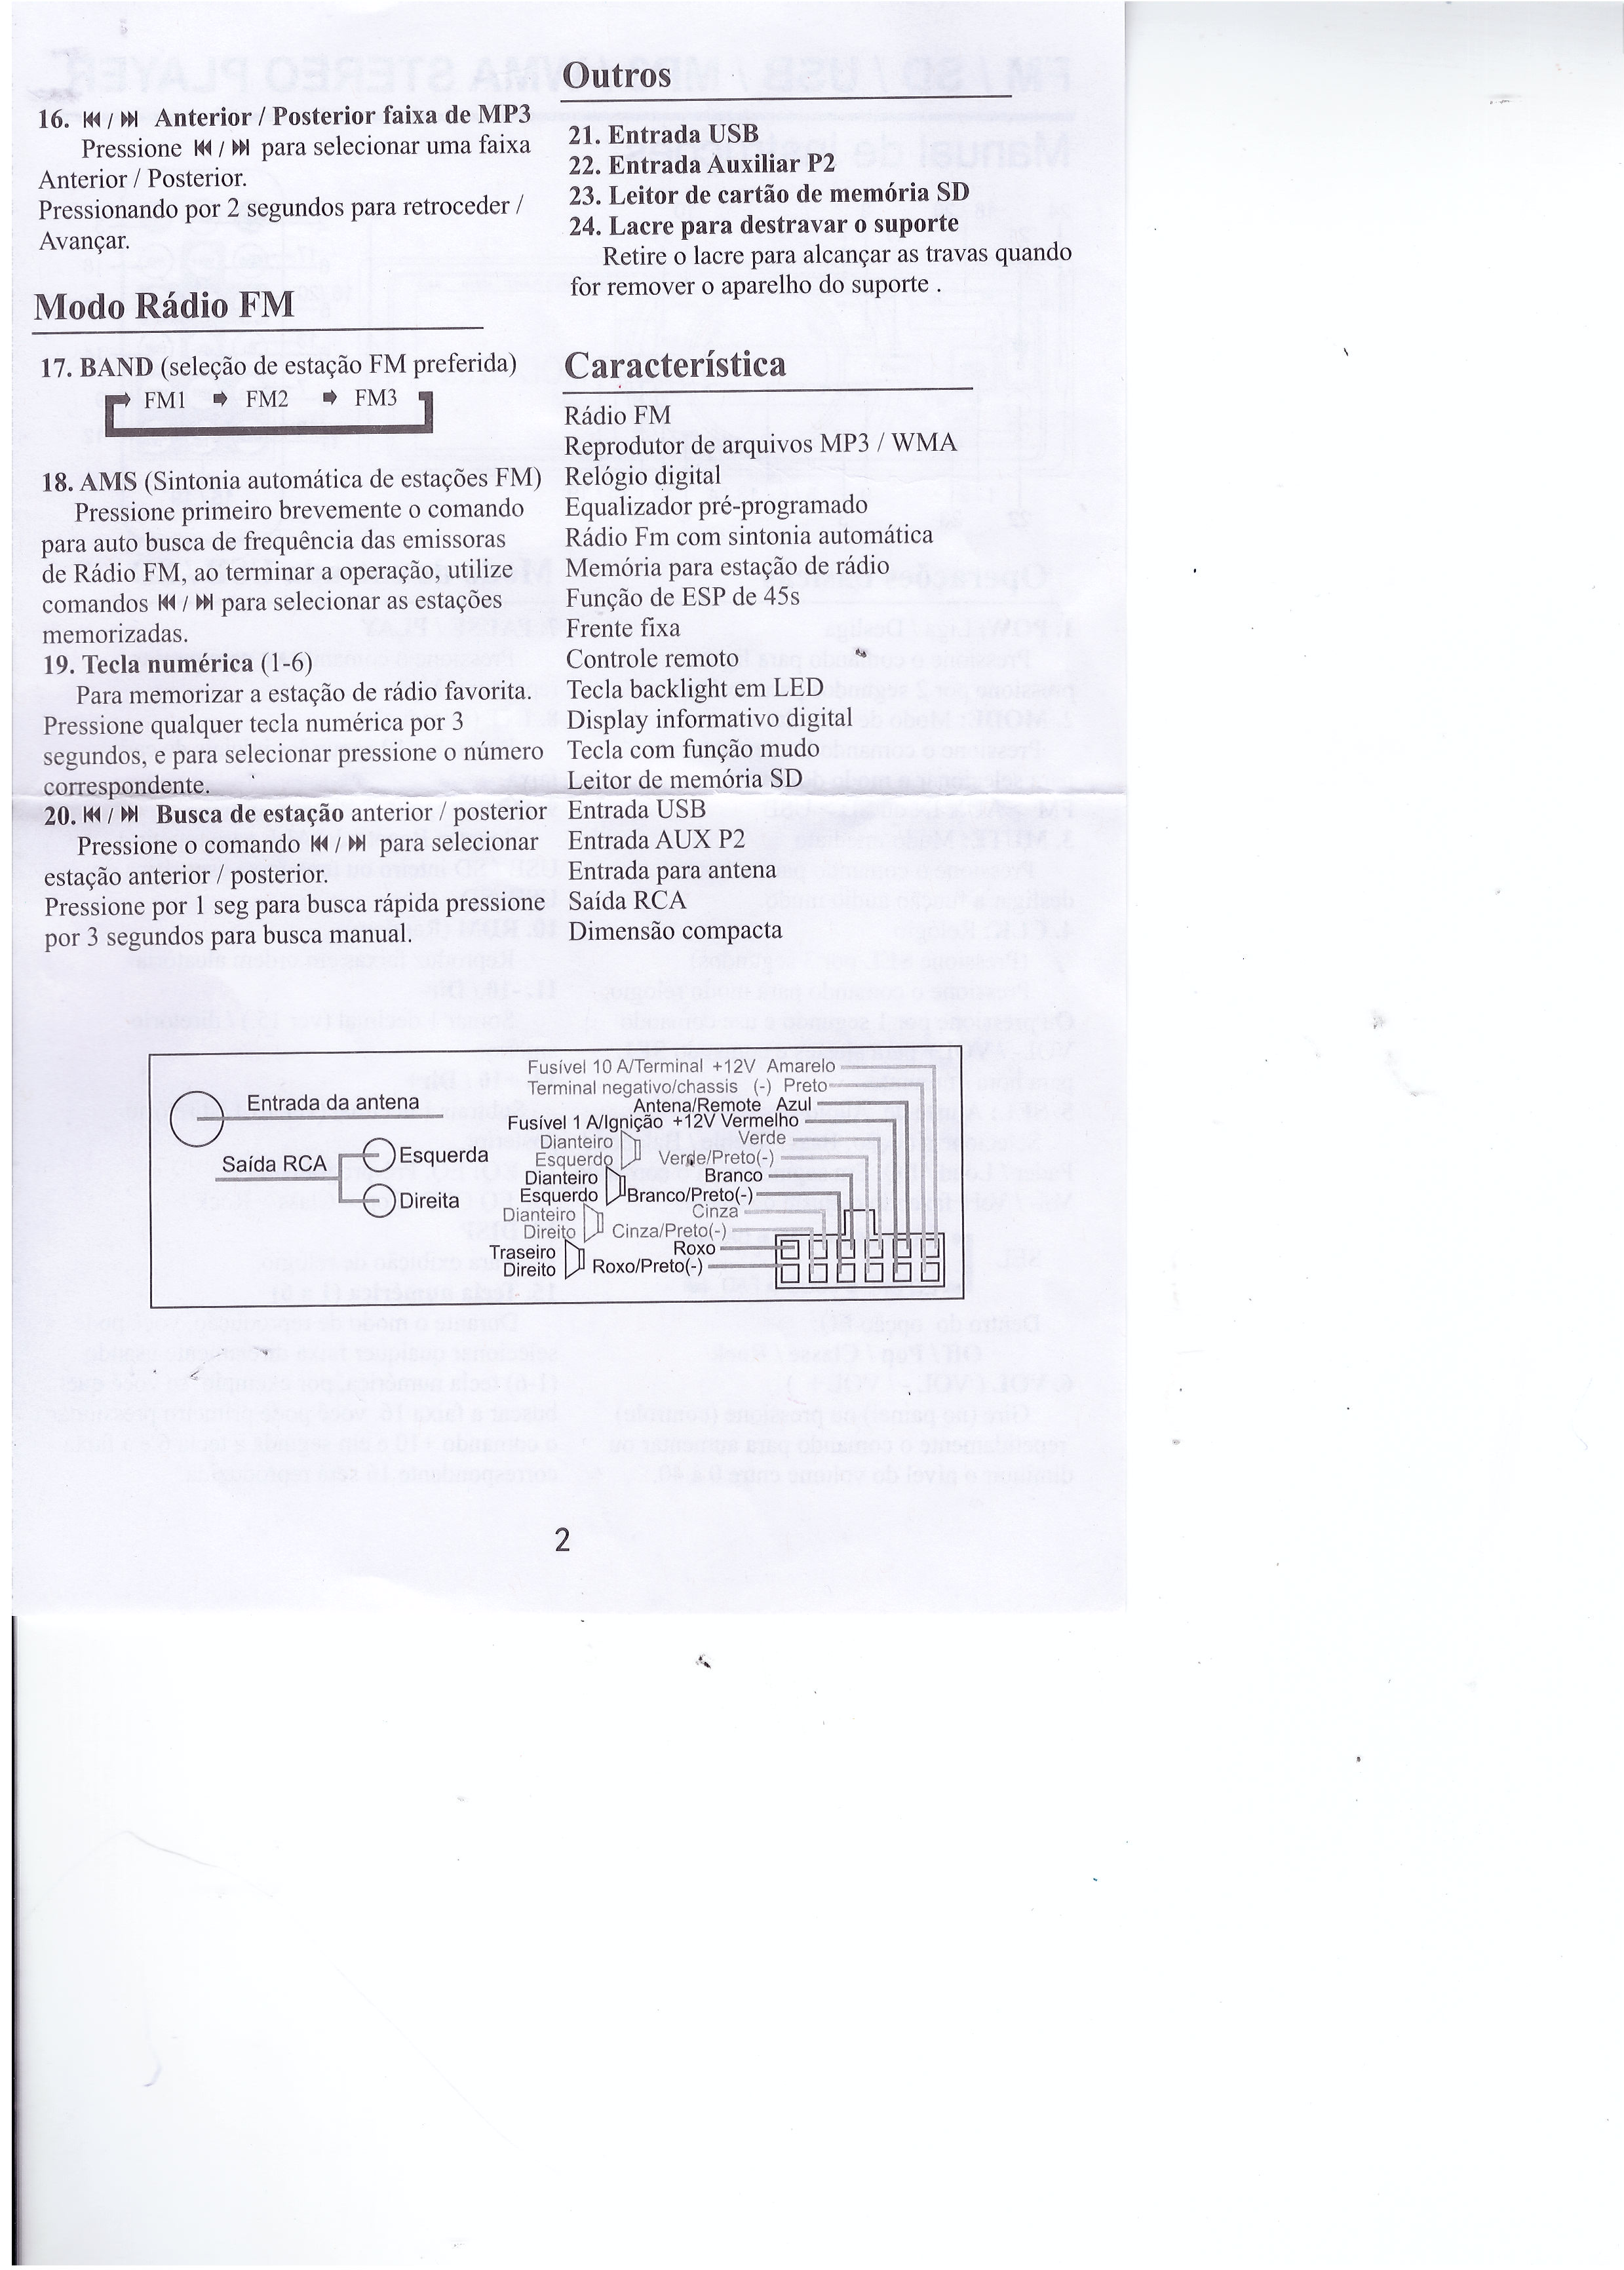 16. ⏮ / ⏭ Anterior / Posterior faixa de MP3
Pressione ⏮ / ⏭ para selecionar uma faixa
Anterior / Posterior.
Pressionando por 2 segundos para retroceder /
Avançar.
Modo Rádio FM
17. BAND (seleção de estação FM preferida)
FM1 ➡ FM2 ➡ FM3
18. AMS (Sintonia automática de estações FM)
Pressione primeiro brevemente o comando
para auto busca de frequência das emissoras
de Rádio FM, ao terminar a operação, utilize
comandos ⏮ / ⏭ para selecionar as estações
memorizadas.
19. Tecla numérica (1-6)
Para memorizar a estação de rádio favorita.
Pressione qualquer tecla numérica por 3
segundos, e para selecionar pressione o número
correspondente.
20. ⏮ / ⏭ Busca de estação anterior / posterior
Pressione o comando ⏮ / ⏭ para selecionar
estação anterior / posterior.
Pressione por 1 seg para busca rápida pressione
por 3 segundos para busca manual.
Outros
21. Entrada USB
22. Entrada Auxiliar P2
23. Leitor de cartão de memória SD
24. Lacre para destravar o suporte
Retire o lacre para alcançar as travas quando
for remover o aparelho do suporte .
Característica
Rádio FM
Reprodutor de arquivos MP3 / WMA
Relógio digital
Equalizador pré-programado
Rádio Fm com sintonia automática
Memória para estação de rádio
Função de ESP de 45s
Frente fixa
Controle remoto
Tecla backlight em LED
Display informativo digital
Tecla com função mudo
Leitor de memória SD
Entrada USB
Entrada AUX P2
Entrada para antena
Saída RCA
Dimensão compacta
Entrada da antena
Saída RCA
Esquerda
Direita
Fusível 10 A/Terminal +12V Amarelo
Terminal negativo/chassis (-) Preto
Antena/Remote Azul
Fusível 1 A/Ignição +12V Vermelho
Dianteiro Verde
Esquerdo Verde/Preto(-)
Dianteiro Branco
Esquerdo Branco/Preto(-)
Dianteiro Cinza
Direito Cinza/Preto(-)
Traseiro Roxo
Direito Roxo/Preto(-)
2